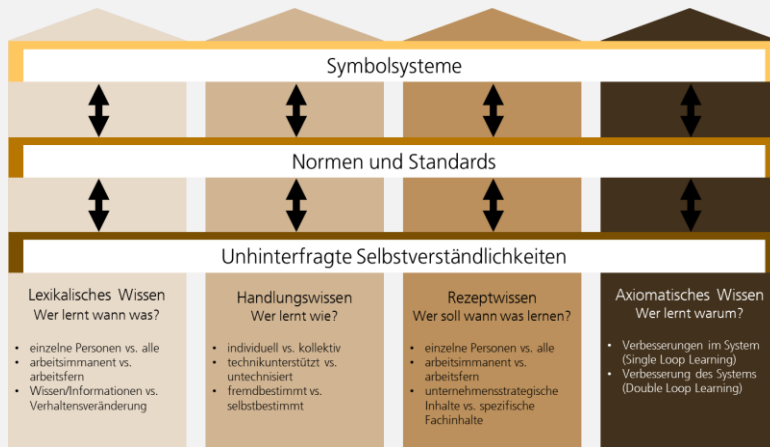 Symbolsysteme
Normen und Standards
Unhinterfragte Selbstverständlichkeiten
Lexikalisches Wissen
Wer lernt wann was?
• einzelne Personen vs. alle
• arbeitsimmanent vs.
arbeitsfern
• Wissen/Informationen vs.
Verhaltensveränderung
Handlungswissen
Wer lernt wie?
• individuell vs. kollektiv
• technikunterstützt vs.
untechnisiert
• fremdbestimmt vs.
selbstbestimmt
Rezeptwissen
Wer soll wann was lernen?
• einzelne Personen vs. alle
• arbeitsimmanent vs.
arbeitsfern
• unternehmensstrategische
Inhalte vs. spezifische
Fachinhalte
Axiomatisches Wissen
Wer lernt warum?
• Verbesserungen im System
(Single Loop Learning)
• Verbesserung des Systems
(Double Loop Learning)